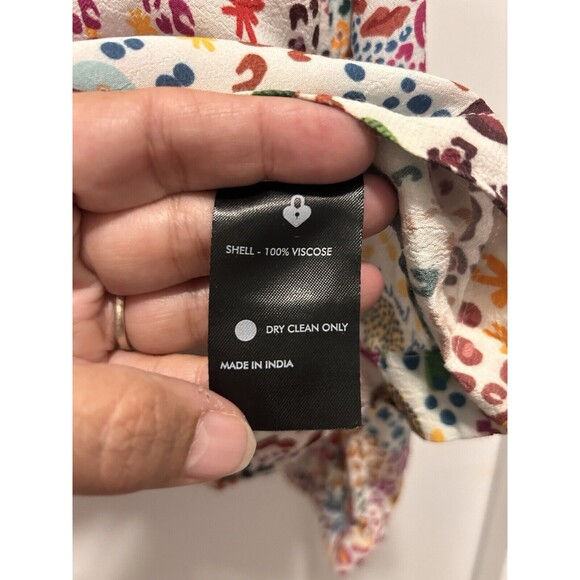 SHELL - 100% VISCOSE
DRY CLEAN ONLY
MADE IN INDIA